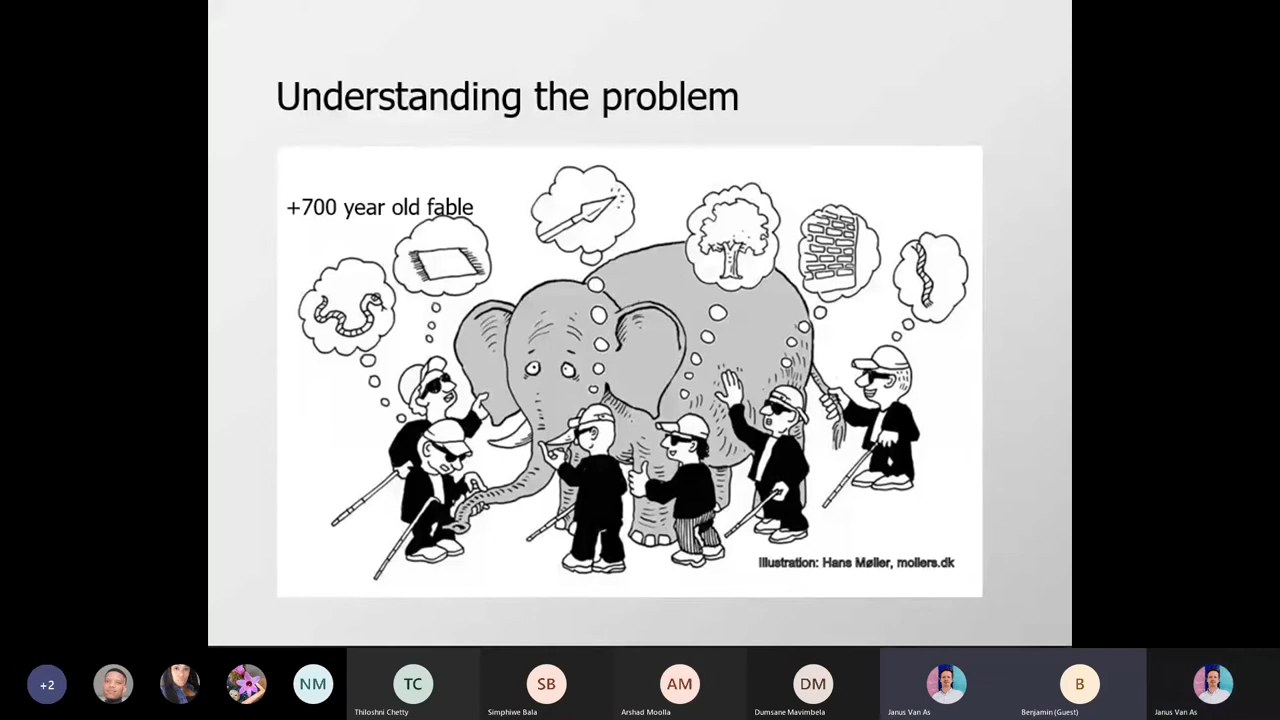 Understanding the problem
+700 year old fable
Illustration: Hans Møller, mollers.dk
+2
NM
TC
SB
AM
DM
B
Thiloshni Chetty
Simphiwe Bala
Arshad Moolla
Dumsane Mavimbela
Janus Van As
Benjamin (Guest)
Janus Van As